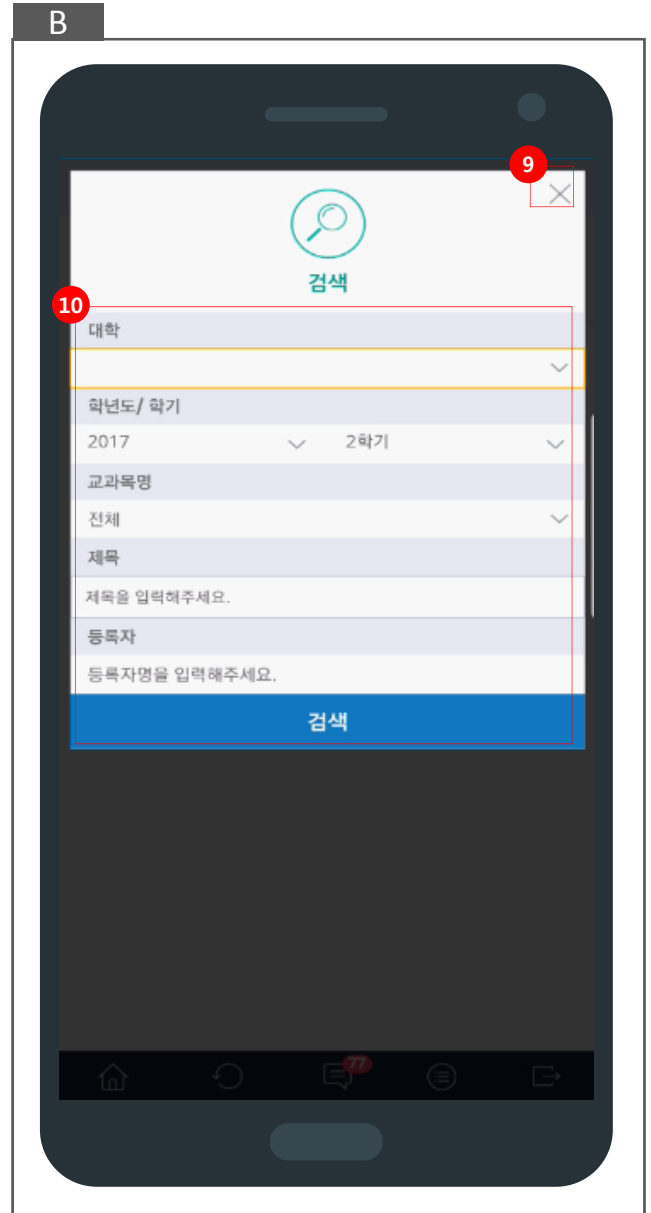 B
9
검색
10
대학
학년도/ 학기
2017 2학기
교과목명
전체
제목
제목을 입력해주세요.
등록자
등록자명을 입력해주세요.
검색
77